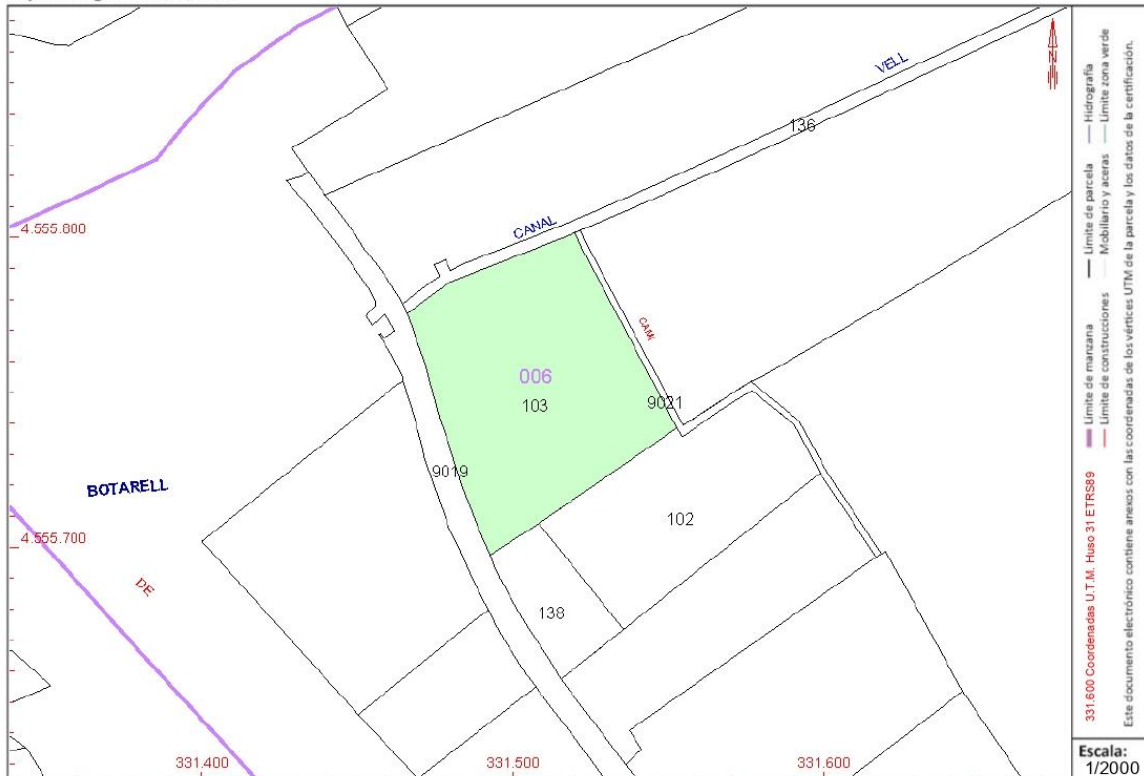 VELL
136
4.555.800
CANAL
CAMI
006
103
9021
9019
BOTARELL
102
4.555.700
DE
138
331.400
331.500
331.600
331.600 Coordenadas U.T.M. Huso 31 ETRS89
Límite de manzana
Límite de parcela
Hidrografía
Límite de construcciones
Mobiliario y aceras
Límite zona verde
Este documento electrónico contiene anexos con las coordenadas de los vértices UTM de la parcela y los datos de la certificación.
Escala:
1/2000